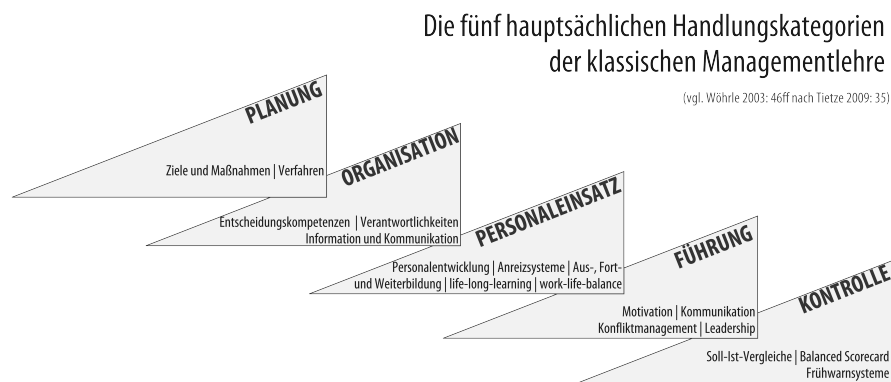 Die fünf hauptsächlichen Handlungskategorien
der klassischen Managementlehre
(vgl. Wöhrle 2003: 46ff nach Tietze 2009: 35)
PLANUNG
Ziele und Maßnahmen | Verfahren
ORGANISATION
Entscheidungskompetenzen | Verantwortlichkeiten
Information und Kommunikation
PERSONALEINSATZ
Personalentwicklung | Anreizsysteme | Aus-, Fort-
und Weiterbildung | life-long-learning | work-life-balance
FÜHRUNG
Motivation | Kommunikation
Konfliktmanagement | Leadership
KONTROLLE
Soll-Ist-Vergleiche | Balanced Scorecard
Frühwarnsysteme